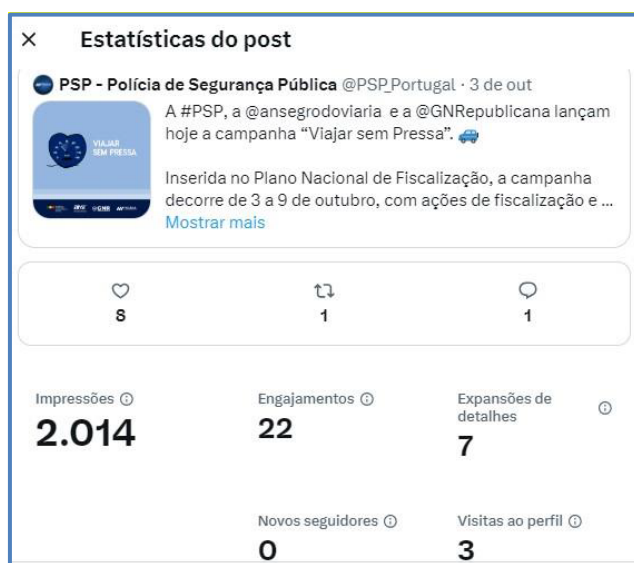 × Estatísticas do post
PSP - Polícia de Segurança Pública @PSP_Portugal · 3 de out
A #PSP, a @ansegrodoviaria e a @GNRepublicana lançam
hoje a campanha “Viajar sem Pressa”. 🚙
VIAJAR
SEM PRESSA
Inserida no Plano Nacional de Fiscalização, a campanha
decorre de 3 a 9 de outubro, com ações de fiscalização e ...
GNR
Mostrar mais
8 1 1
Impressões Engajamentos Expansões de
detalhes
2.014 22 7
Novos seguidores Visitas ao perfil
0 3